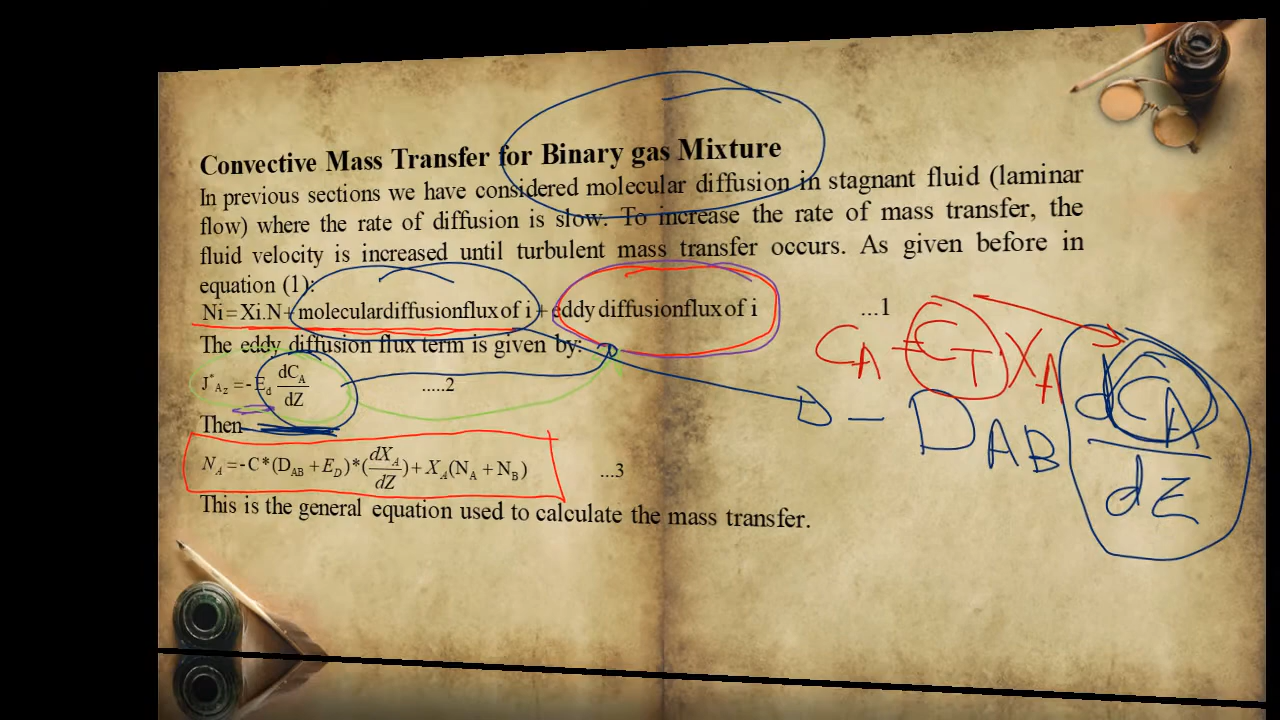 Convective Mass Transfer for Binary gas Mixture
In previous sections we have considered molecular diffusion in stagnant fluid (laminar
flow) where the rate of diffusion is slow. To increase the rate of mass transfer, the
fluid velocity is increased until turbulent mass transfer occurs. As given before in
equation (1):
Ni=Xi.N+moleculardiffusionflux of i+eddy diffusionflux of i ...1
The eddy diffusion flux term is given by:
J*Az =-Ed dCA/dZ .....2
Then
NA=-C*(DAB+ED)*(dXA/dZ)+XA(NA+NB) ...3
This is the general equation used to calculate the mass transfer.
CA=CT XA
- DAB dCA/dZ